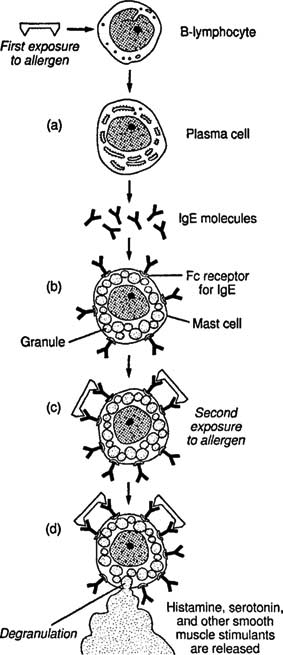 First exposure
to allergen
B-lymphocyte
(a)
Plasma cell
IgE molecules
(b)
Fc receptor
for IgE
Mast cell
Granule
(c)
Second
exposure
to allergen
(d)
Degranulation
Histamine, serotonin,
and other smooth
muscle stimulants
are released